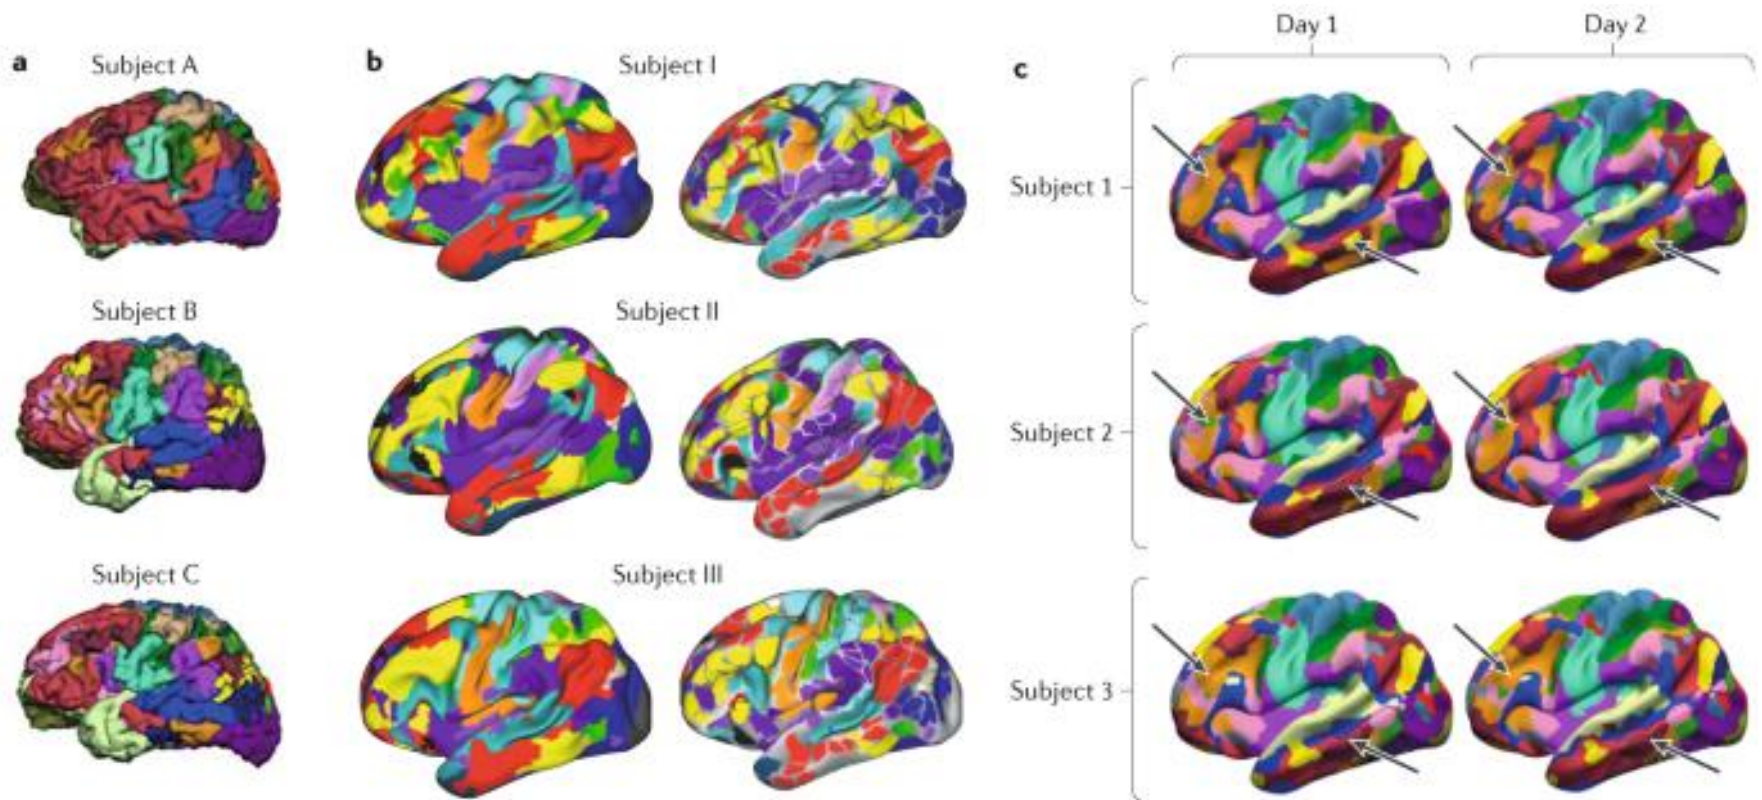 a
Subject A
Subject B
Subject C
b
Subject I
Subject II
Subject III
c
Day 1
Day 2
Subject 1
Subject 2
Subject 3